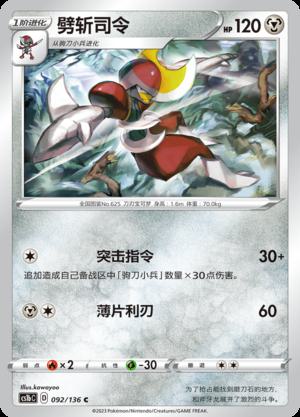 1阶进化
劈斩司令
HP 120
从驹刀小兵进化
全国图鉴No.625 刀刃宝可梦 身高:1.6m 体重:70.0kg
突击指令 30+
追加造成自己备战区中「驹刀小兵」数量×30点伤害。
薄片利刃 60
弱点 ×2 抵抗力 -30 撤退
Illus.kawayoo
CS1bC D 092/136 C
为了抢占能找到磨刀石的地方,
和斧牙龙展开了激烈的斗争。
©2023 Pokémon/Nintendo/Creatures/GAME FREAK.